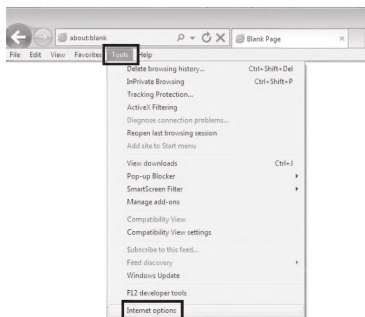 about:blank
Blank Page
File Edit View Favorites Tools Help
Delete browsing history... Ctrl+Shift+Del
InPrivate Browsing Ctrl+Shift+P
Tracking Protection...
ActiveX Filtering
Diagnose connection problems...
Reopen last browsing session
Add site to Start menu
View downloads Ctrl+J
Pop-up Blocker
SmartScreen Filter
Manage add-ons
Compatibility View
Compatibility View settings
Subscribe to this feed...
Feed discovery
Windows Update
F12 developer tools
Internet options